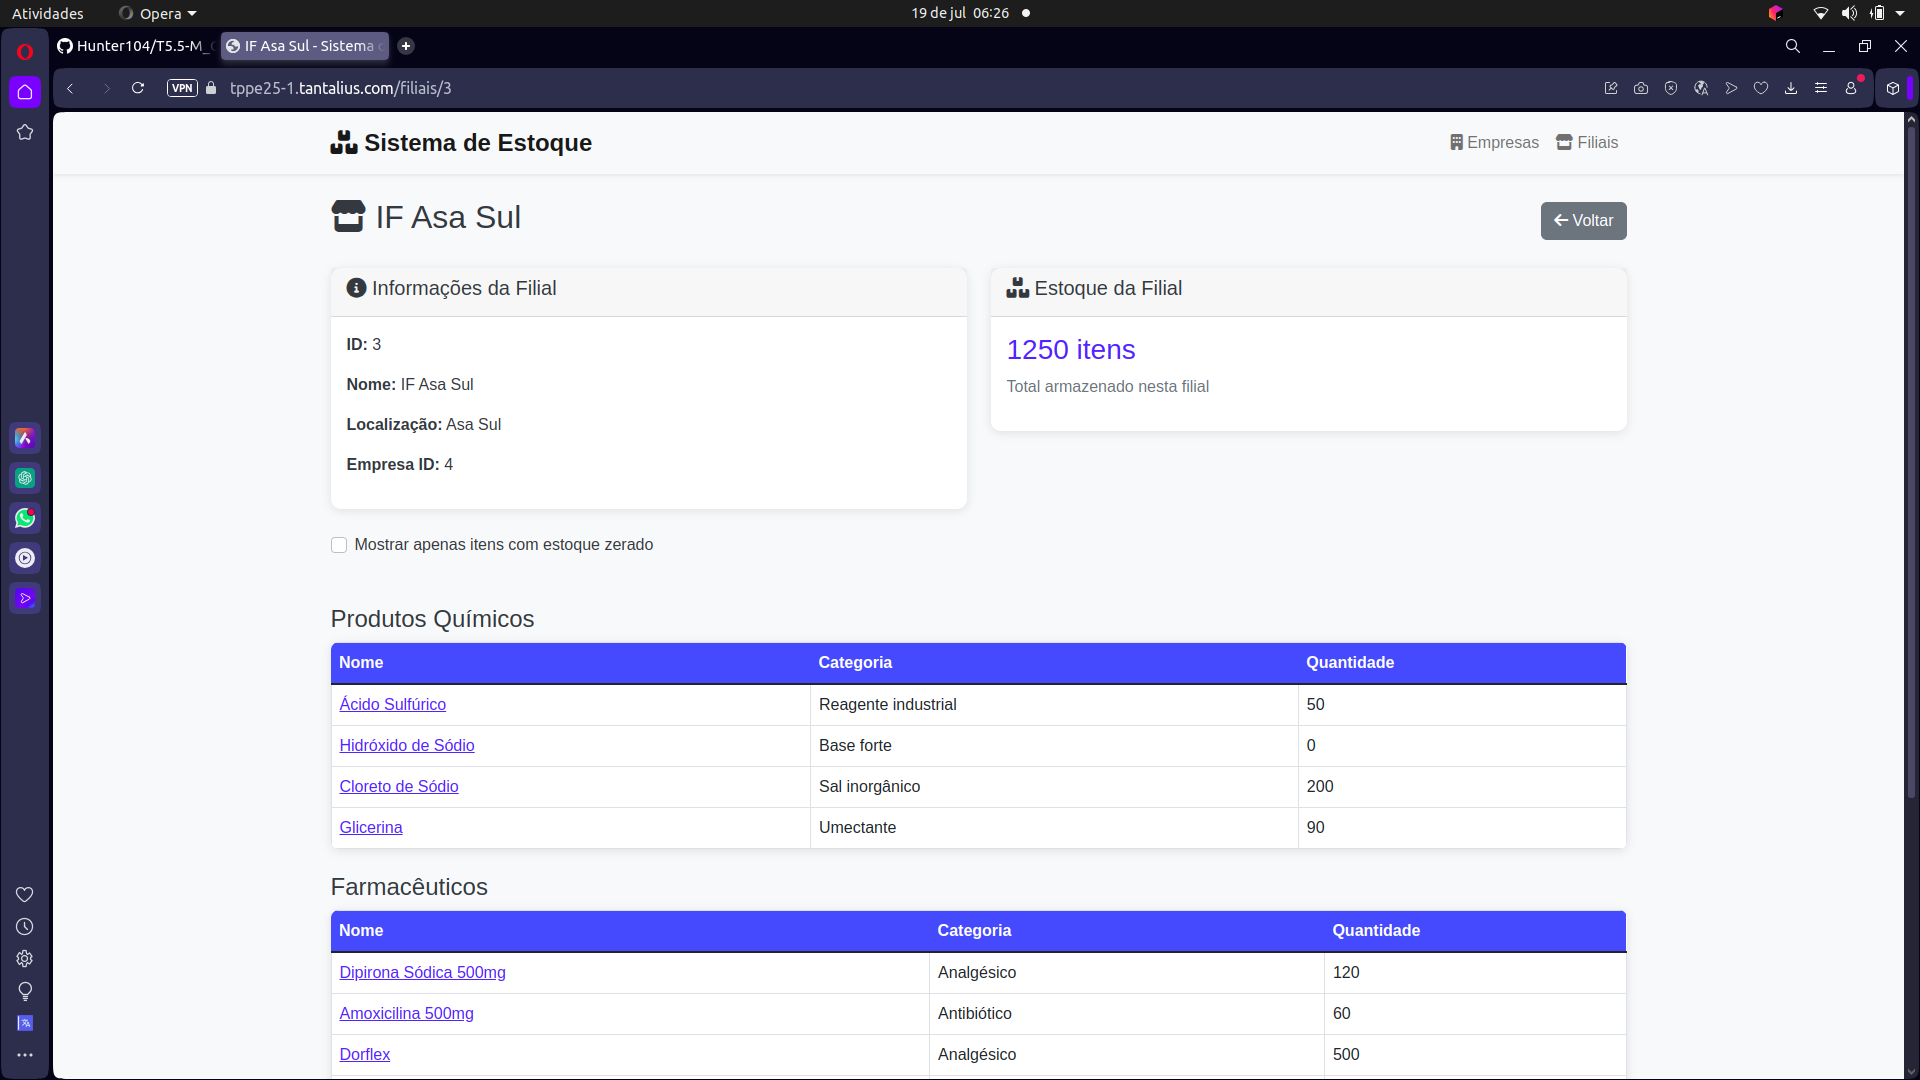 Atividades
Opera
19 de jul 06:26
Hunter104/T5.5-M_
IF Asa Sul - Sistema
VPN
tppe25-1.tantalius.com/filiais/3
Sistema de Estoque
Empresas
Filiais
IF Asa Sul
Voltar
Informações da Filial
ID: 3
Nome: IF Asa Sul
Localização: Asa Sul
Empresa ID: 4
Estoque da Filial
1250 itens
Total armazenado nesta filial
Mostrar apenas itens com estoque zerado
Produtos Químicos
Nome Categoria Quantidade
Ácido Sulfúrico Reagente industrial 50
Hidróxido de Sódio Base forte 0
Cloreto de Sódio Sal inorgânico 200
Glicerina Umectante 90
Farmacêuticos
Nome Categoria Quantidade
Dipirona Sódica 500mg Analgésico 120
Amoxicilina 500mg Antibiótico 60
Dorflex Analgésico 500